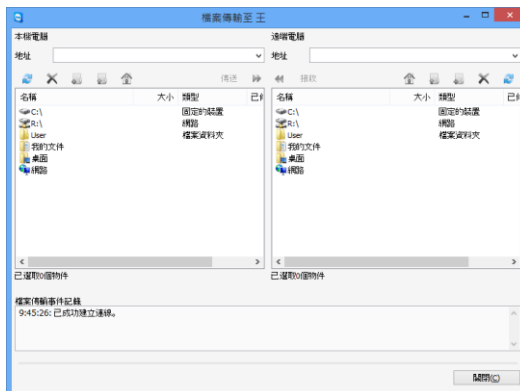 檔案傳輸至 王
本機電腦
地址
傳送
名稱 大小 類型 已修
C:\ 固定的裝置
R:\ 網路
User 檔案資料夾
我的文件
桌面
網路
已選取0個物件
遠端電腦
地址
接收
名稱 大小 類型 已修
C:\ 固定的裝置
R:\ 網路
User 檔案資料夾
我的文件
桌面
網路
已選取0個物件
檔案傳輸事件記錄
9:45:26: 已成功建立連線。
關閉(C)